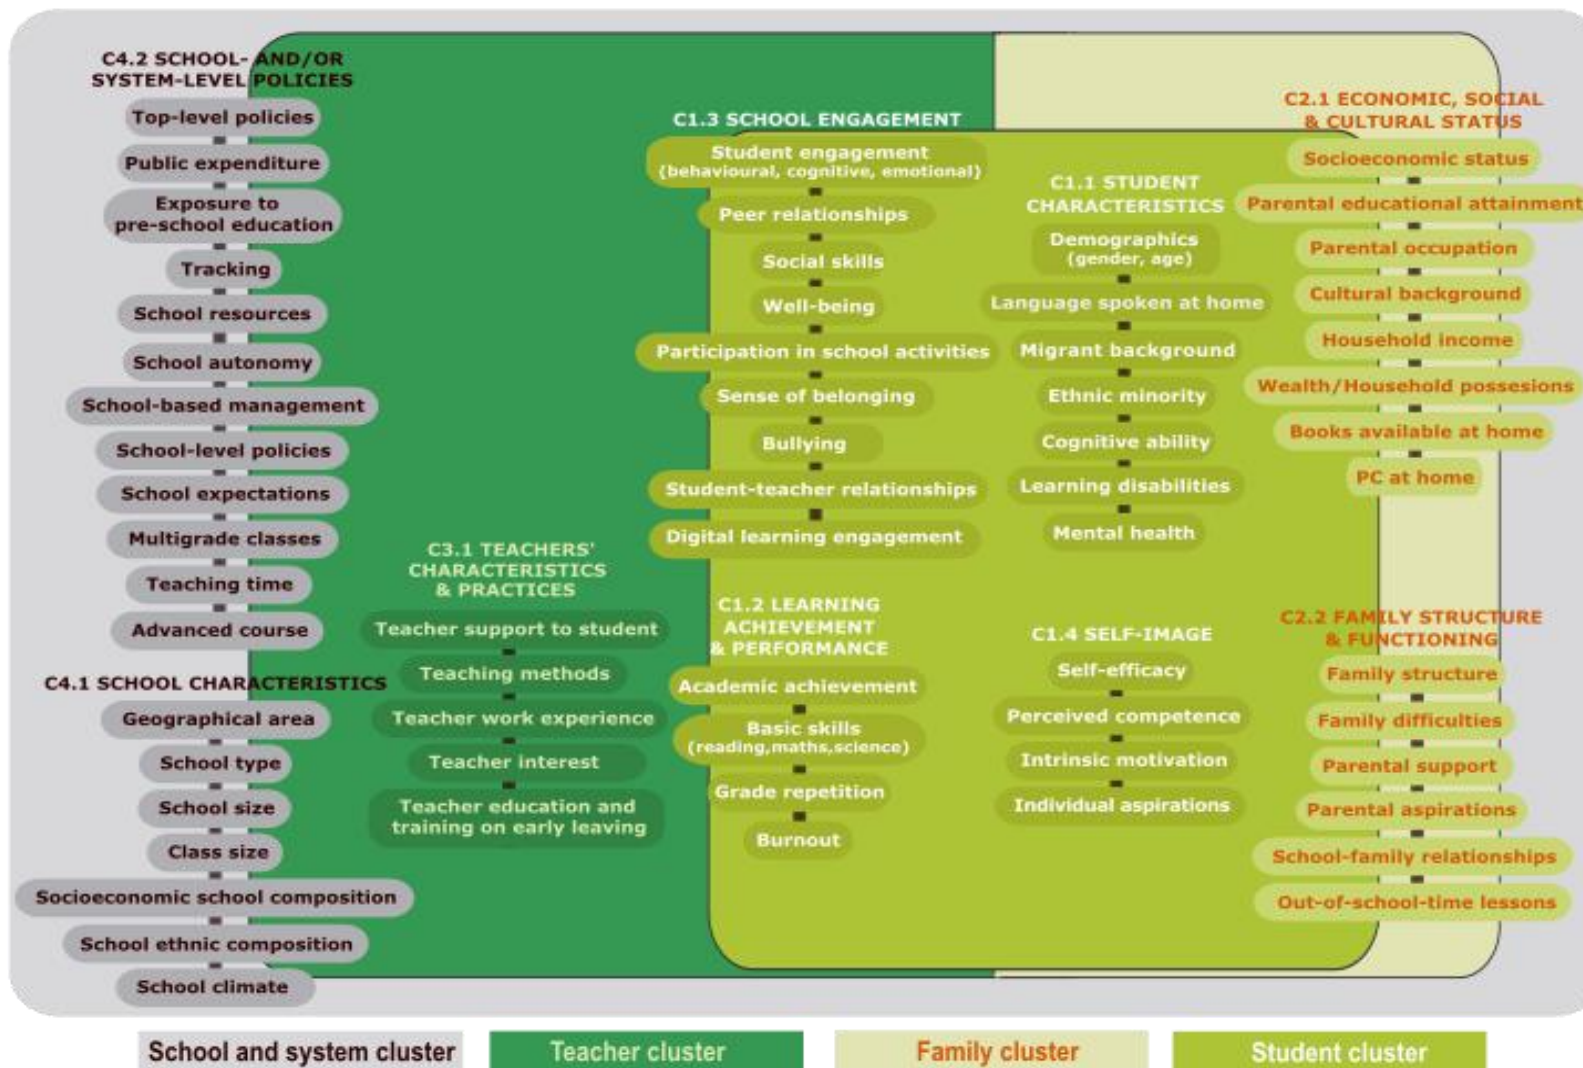 C4.2 SCHOOL- AND/OR
SYSTEM-LEVEL POLICIES
Top-level policies
Public expenditure
Exposure to
pre-school education
Tracking
School resources
School autonomy
School-based management
School-level policies
School expectations
Multigrade classes
Teaching time
Advanced course
C4.1 SCHOOL CHARACTERISTICS
Geographical area
School type
School size
Class size
Socioeconomic school composition
School ethnic composition
School climate
C3.1 TEACHERS'
CHARACTERISTICS
& PRACTICES
Teacher support to student
Teaching methods
Teacher work experience
Teacher interest
Teacher education and
training on early leaving
C1.3 SCHOOL ENGAGEMENT
Student engagement
(behavioural, cognitive, emotional)
Peer relationships
Social skills
Well-being
Participation in school activities
Sense of belonging
Bullying
Student-teacher relationships
Digital learning engagement
C1.2 LEARNING
ACHIEVEMENT
& PERFORMANCE
Academic achievement
Basic skills
(reading,maths,science)
Grade repetition
Burnout
C1.1 STUDENT
CHARACTERISTICS
Demographics
(gender, age)
Language spoken at home
Migrant background
Ethnic minority
Cognitive ability
Learning disabilities
Mental health
C1.4 SELF-IMAGE
Self-efficacy
Perceived competence
Intrinsic motivation
Individual aspirations
C2.1 ECONOMIC, SOCIAL
& CULTURAL STATUS
Socioeconomic status
Parental educational attainment
Parental occupation
Cultural background
Household income
Wealth/Household possesions
Books available at home
PC at home
C2.2 FAMILY STRUCTURE
& FUNCTIONING
Family structure
Family difficulties
Parental support
Parental aspirations
School-family relationships
Out-of-school-time lessons
School and system cluster
Teacher cluster
Family cluster
Student cluster